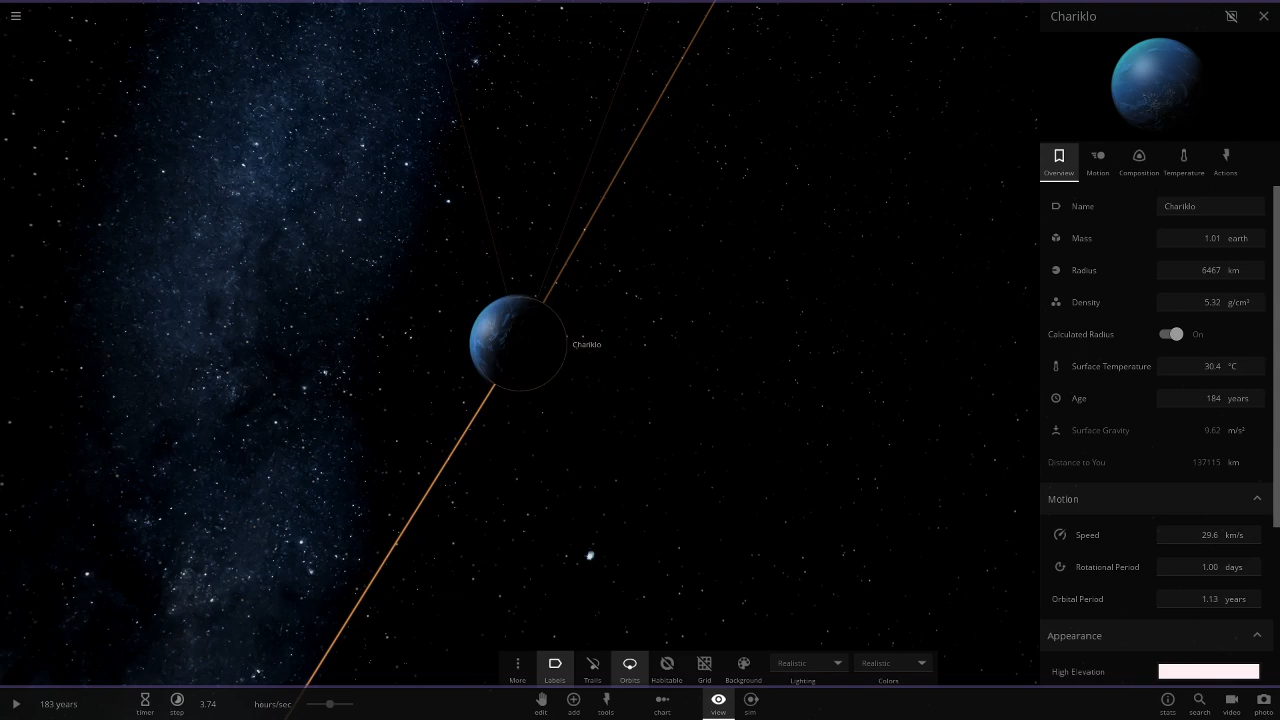 Chariklo
Overview
Motion
Composition
Temperature
Actions
Name
Chariklo
Mass
1.01 earth
Radius
6467 km
Density
5.32 g/cm³
Calculated Radius
On
Surface Temperature
30.4 °C
Age
184 years
Surface Gravity
9.62 m/s²
Distance to You
137115 km
Motion
Speed
29.6 km/s
Rotational Period
1.00 days
Orbital Period
1.13 years
Appearance
High Elevation
Chariklo
More
Labels
Trails
Orbits
Habitable
Grid
Background
Realistic
Lighting
Realistic
Colors
183 years
timer
step
3.74
hours/sec
edit
add
tools
chart
view
sim
stats
search
video
photo